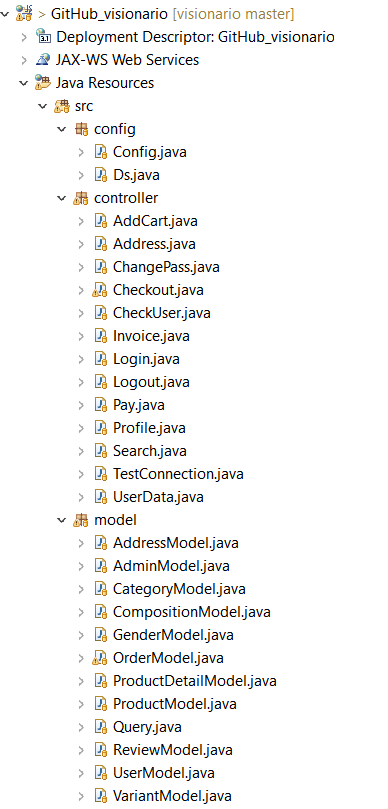 > GitHub_visionario [visionario master]
Deployment Descriptor: GitHub_visionario
JAX-WS Web Services
Java Resources
src
config
Config.java
Ds.java
controller
AddCart.java
Address.java
ChangePass.java
Checkout.java
CheckUser.java
Invoice.java
Login.java
Logout.java
Pay.java
Profile.java
Search.java
TestConnection.java
UserData.java
model
AddressModel.java
AdminModel.java
CategoryModel.java
CompositionModel.java
GenderModel.java
OrderModel.java
ProductDetailModel.java
ProductModel.java
Query.java
ReviewModel.java
UserModel.java
VariantModel.java